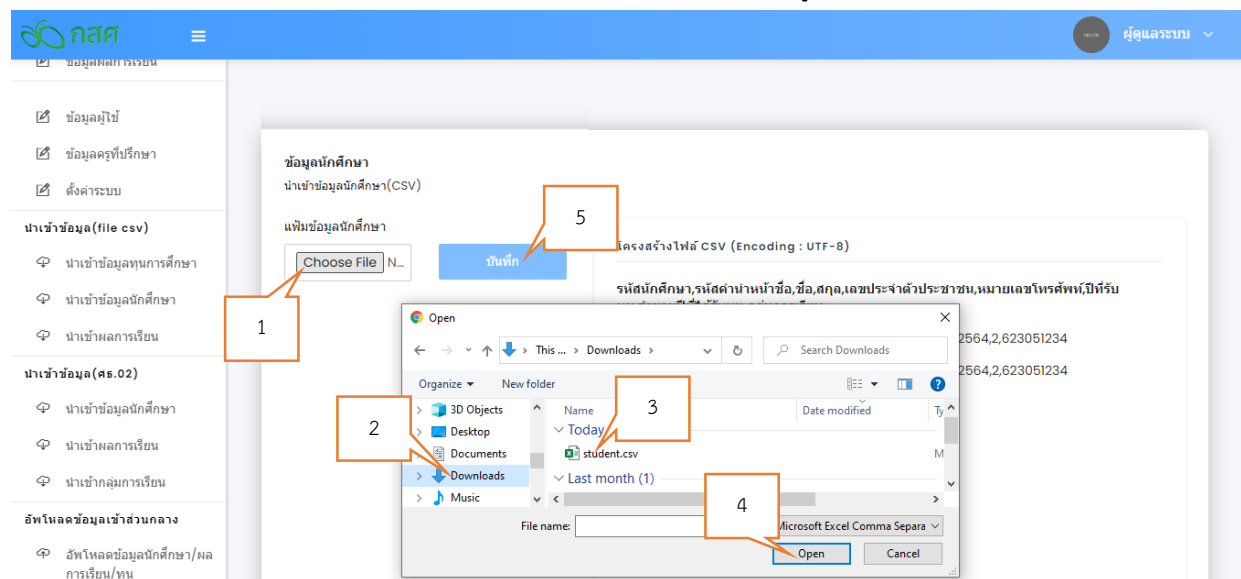 กสศ
ผู้ดูแลระบบ
ข้อมูลผลการเรียน
ข้อมูลผู้ใช้
ข้อมูลครูที่ปรึกษา
ตั้งค่าระบบ
นำเข้าข้อมูล(file csv)
นำเข้าข้อมูลทุนการศึกษา
นำเข้าข้อมูลนักศึกษา
นำเข้าผลการเรียน
นำเข้าข้อมูล(ศธ.02)
นำเข้าข้อมูลนักศึกษา
นำเข้าผลการเรียน
นำเข้ากลุ่มการเรียน
อัพโหลดข้อมูลเข้าส่วนกลาง
อัพโหลดข้อมูลนักศึกษา/ผล
การเรียน/ทุน
ข้อมูลนักศึกษา
นำเข้าข้อมูลนักศึกษา(CSV)
แฟ้มข้อมูลนักศึกษา
Choose File N...
บันทึก
5
1
โครงสร้างไฟล์ CSV (Encoding : UTF-8)
รหัสนักศึกษา,รหัสคำนำหน้าชื่อ,ชื่อ,สกุล,เลขประจำตัวประชาชน,หมายเลขโทรศัพท์,ปีที่รับ
2564,2,623051234
2564,2,623051234
Open
This ... › Downloads ›
Search Downloads
Organize
New folder
3D Objects
Desktop
Documents
Downloads
Music
2
Name
Date modified
Ty
Today
3
student.csv
M
Last month (1)
4
File name:
Microsoft Excel Comma Separa
Open
Cancel